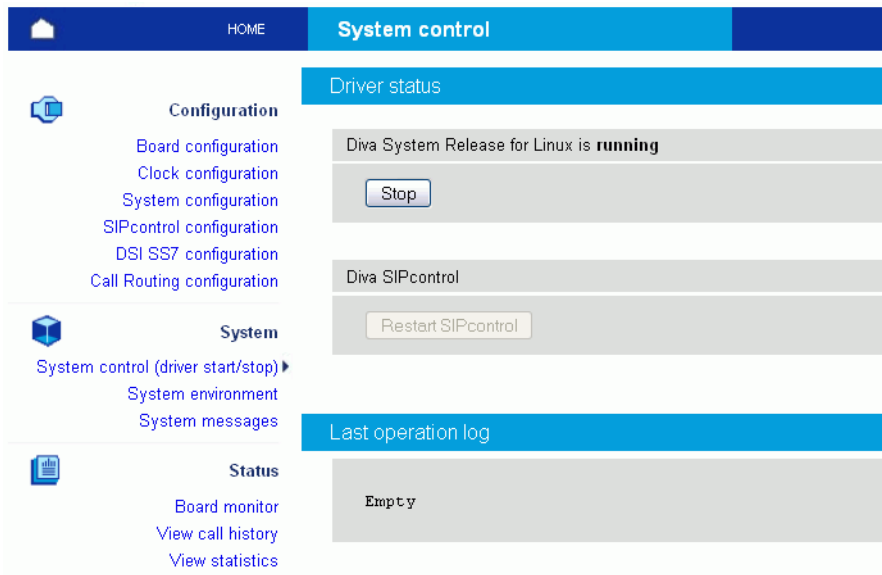 HOME
System control
Configuration
Board configuration
Clock configuration
System configuration
SIPcontrol configuration
DSI SS7 configuration
Call Routing configuration
System
System control (driver start/stop)
System environment
System messages
Status
Board monitor
View call history
View statistics
Driver status
Diva System Release for Linux is running
Stop
Diva SIPcontrol
Restart SIPcontrol
Last operation log
Empty